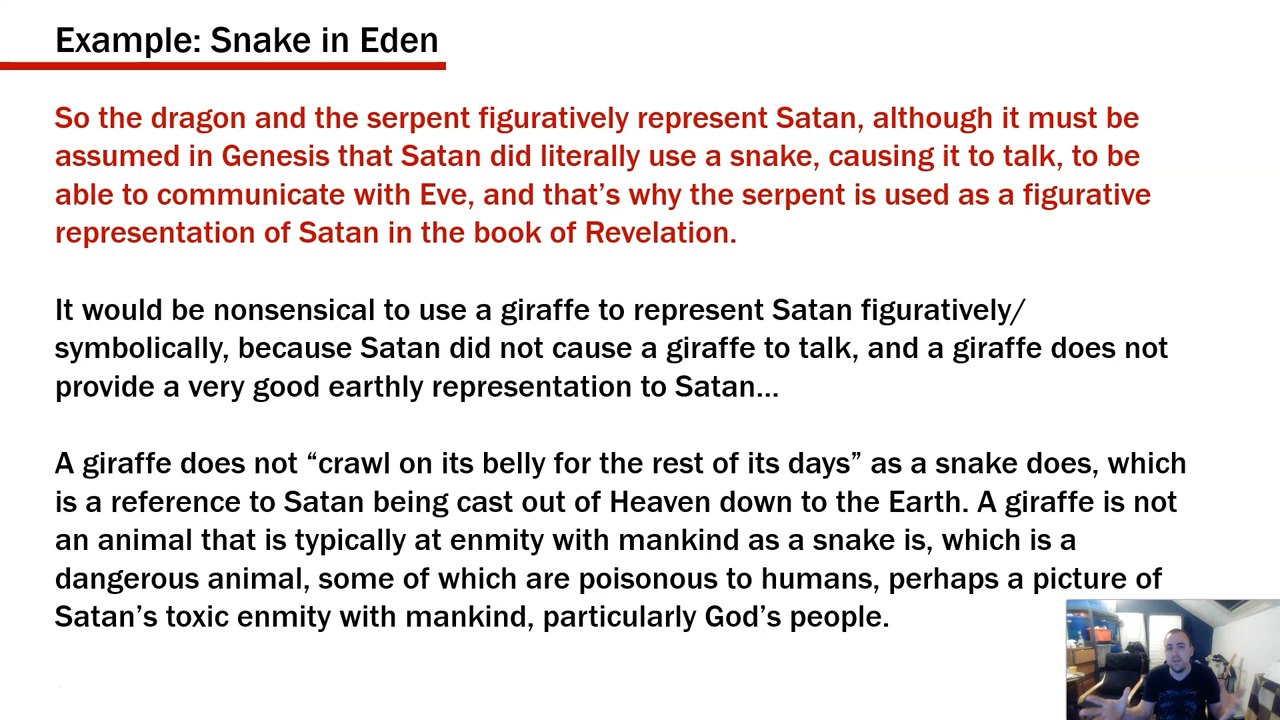 Example: Snake in Eden
So the dragon and the serpent figuratively represent Satan, although it must be
assumed in Genesis that Satan did literally use a snake, causing it to talk, to be
able to communicate with Eve, and that’s why the serpent is used as a figurative
representation of Satan in the book of Revelation.
It would be nonsensical to use a giraffe to represent Satan figuratively/
symbolically, because Satan did not cause a giraffe to talk, and a giraffe does not
provide a very good earthly representation to Satan...
A giraffe does not “crawl on its belly for the rest of its days” as a snake does, which
is a reference to Satan being cast out of Heaven down to the Earth. A giraffe is not
an animal that is typically at enmity with mankind as a snake is, which is a
dangerous animal, some of which are poisonous to humans, perhaps a picture of
Satan’s toxic enmity with mankind, particularly God’s people.